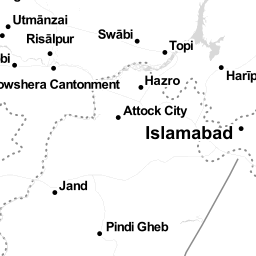 Utmānzai
Swābi
Risālpur
Topi
bi
Harīp
Hazro
owshera Cantonment
Attock City
Islamabad
Jand
Pindi Gheb